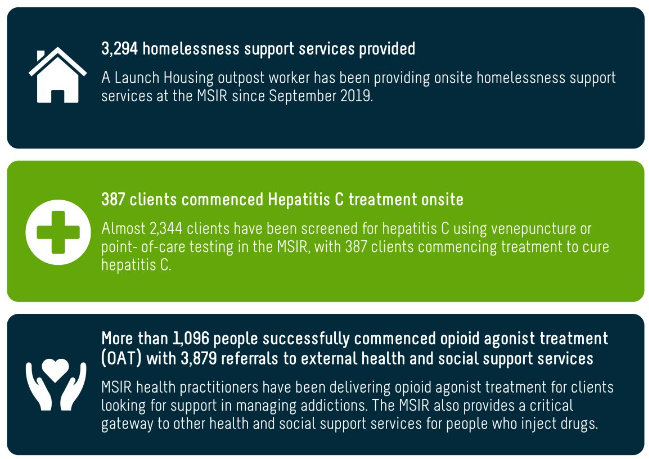 3,294 homelessness support services provided
A Launch Housing outpost worker has been providing onsite homelessness support
services at the MSIR since September 2019.
387 clients commenced Hepatitis C treatment onsite
Almost 2,344 clients have been screened for hepatitis C using venepuncture or
point- of-care testing in the MSIR, with 387 clients commencing treatment to cure
hepatitis C.
More than 1,096 people successfully commenced opioid agonist treatment
(OAT) with 3,879 referrals to external health and social support services
MSIR health practitioners have been delivering opioid agonist treatment for clients
looking for support in managing addictions. The MSIR also provides a critical
gateway to other health and social support services for people who inject drugs.